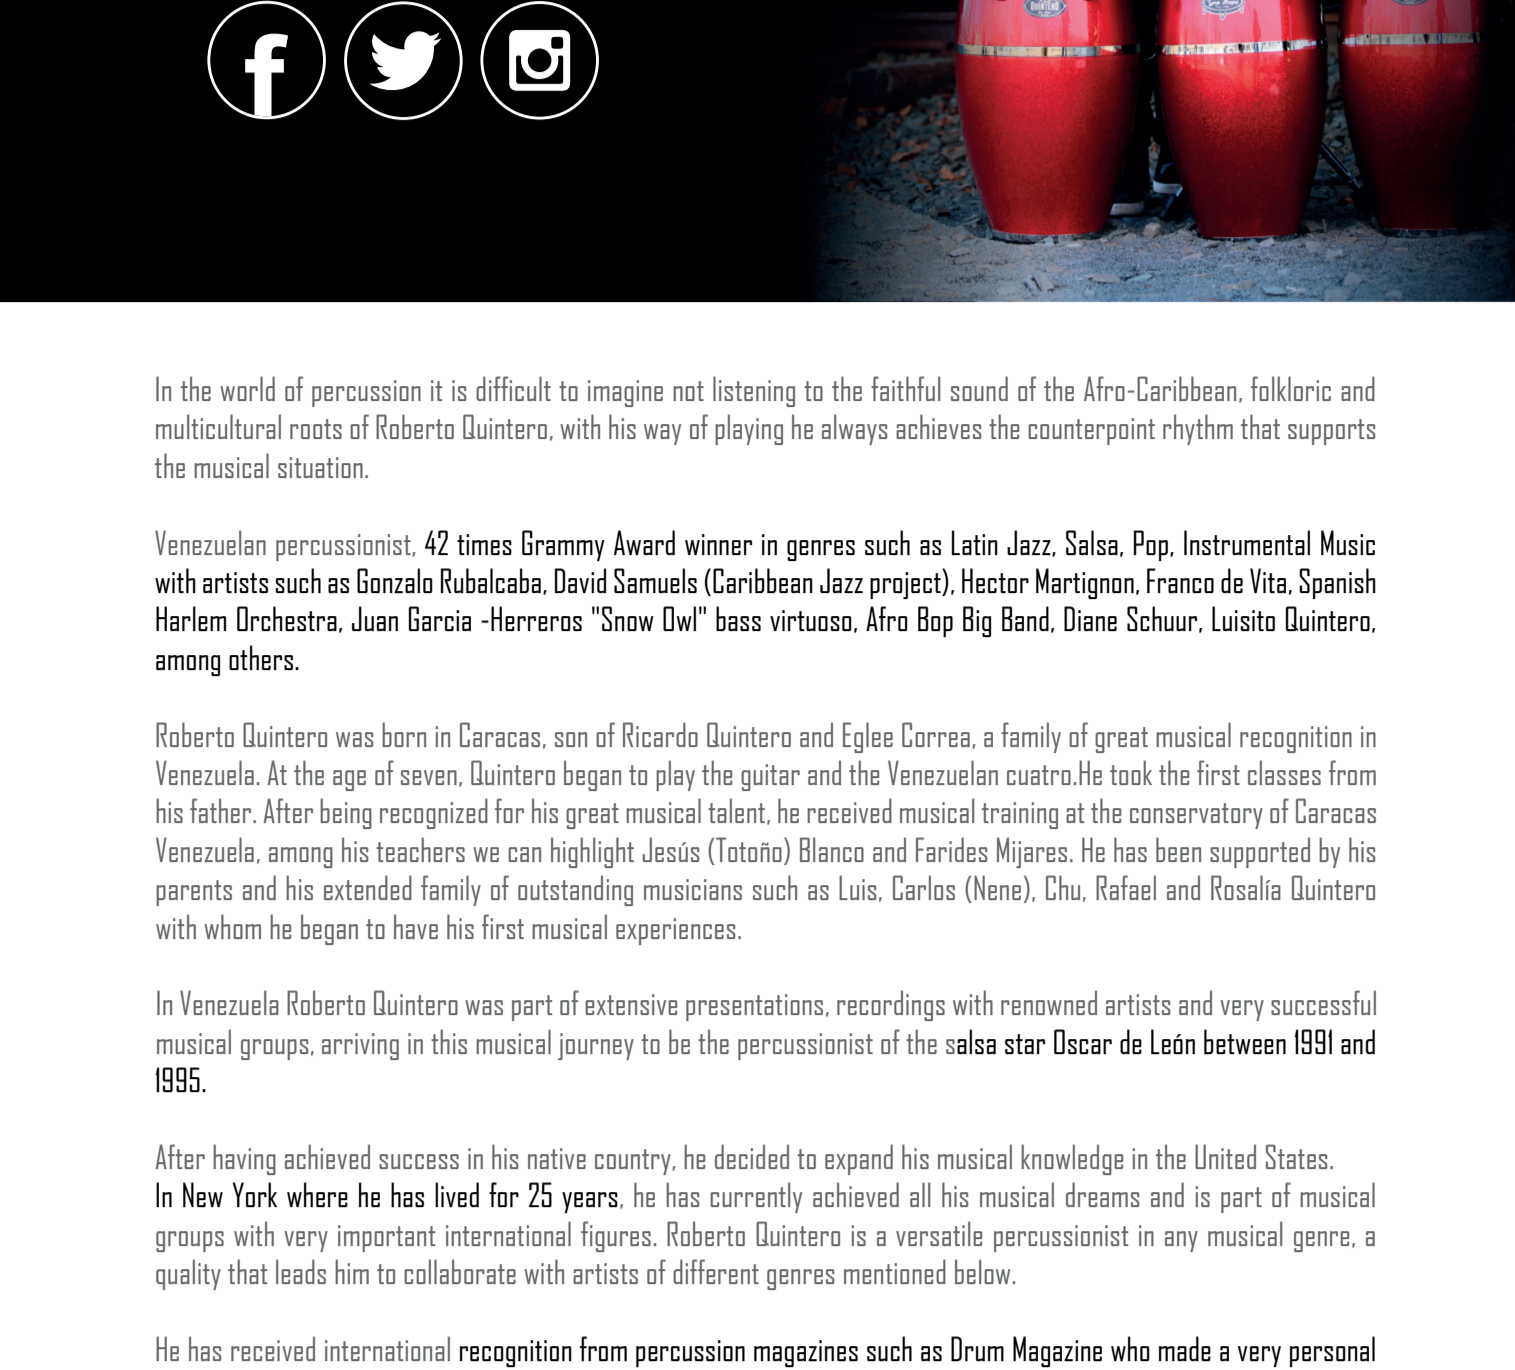 QUINTERO
In the world of percussion it is difficult to imagine not listening to the faithful sound of the Afro-Caribbean, folkloric and
multicultural roots of Roberto Quintero, with his way of playing he always achieves the counterpoint rhythm that supports
the musical situation.
Venezuelan percussionist, 42 times Grammy Award winner in genres such as Latin Jazz, Salsa, Pop, Instrumental Music
with artists such as Gonzalo Rubalcaba, David Samuels (Caribbean Jazz project), Hector Martignon, Franco de Vita, Spanish
Harlem Orchestra, Juan Garcia -Herreros "Snow Owl" bass virtuoso, Afro Bop Big Band, Diane Schuur, Luisito Quintero,
among others.
Roberto Quintero was born in Caracas, son of Ricardo Quintero and Eglee Correa, a family of great musical recognition in
Venezuela. At the age of seven, Quintero began to play the guitar and the Venezuelan cuatro.He took the first classes from
his father. After being recognized for his great musical talent, he received musical training at the conservatory of Caracas
Venezuela, among his teachers we can highlight Jesús (Totoño) Blanco and Farides Mijares. He has been supported by his
parents and his extended family of outstanding musicians such as Luis, Carlos (Nene), Chu, Rafael and Rosalía Quintero
with whom he began to have his first musical experiences.
In Venezuela Roberto Quintero was part of extensive presentations, recordings with renowned artists and very successful
musical groups, arriving in this musical journey to be the percussionist of the salsa star Oscar de León between 1991 and
1995.
After having achieved success in his native country, he decided to expand his musical knowledge in the United States.
In New York where he has lived for 25 years, he has currently achieved all his musical dreams and is part of musical
groups with very important international figures. Roberto Quintero is a versatile percussionist in any musical genre, a
quality that leads him to collaborate with artists of different genres mentioned below.
He has received international recognition from percussion magazines such as Drum Magazine who made a very personal